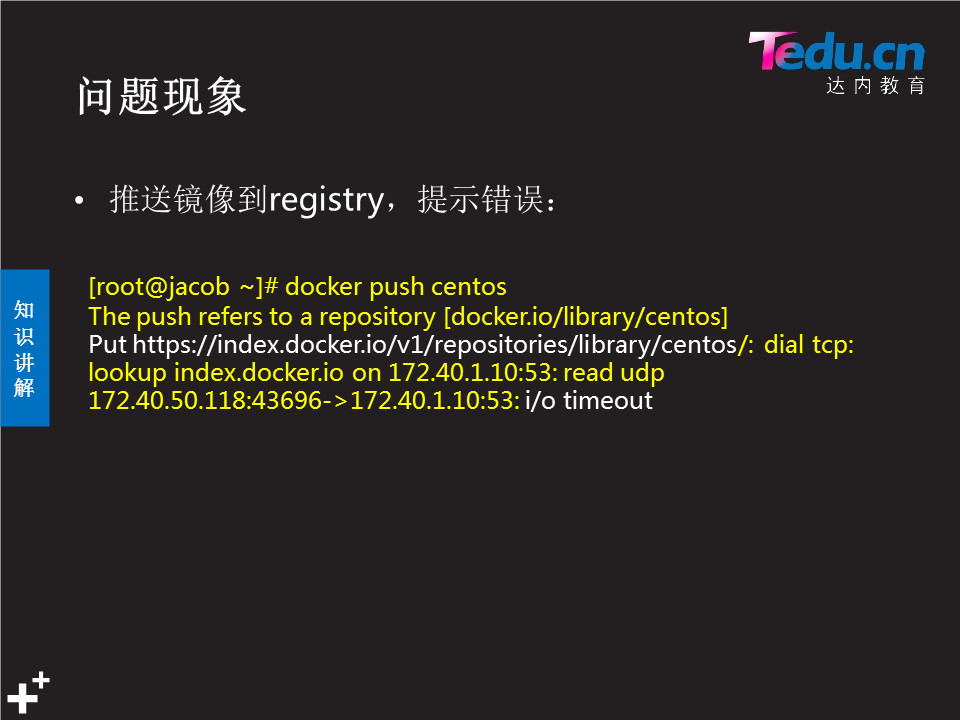 Tedu.cn
达内教育
问题现象
• 推送镜像到registry，提示错误：
[root@jacob ~]# docker push centos
The push refers to a repository [docker.io/library/centos]
Put https://index.docker.io/v1/repositories/library/centos/: dial tcp:
lookup index.docker.io on 172.40.1.10:53: read udp
172.40.50.118:43696->172.40.1.10:53: i/o timeout
知
识
讲
解